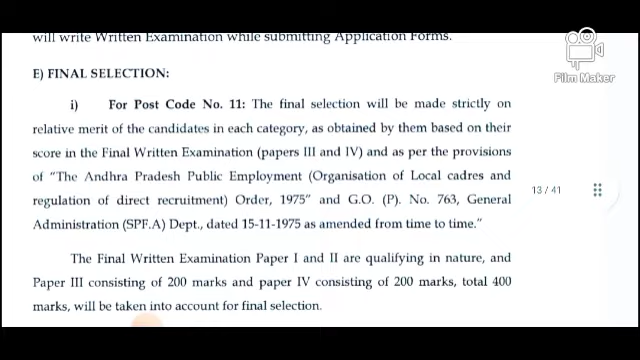 will write Written Examination while submitting Application Forms.
E) FINAL SELECTION:
i) For Post Code No. 11: The final selection will be made strictly on
relative merit of the candidates in each category, as obtained by them based on their
score in the Final Written Examination (papers III and IV) and as per the provisions
of "The Andhra Pradesh Public Employment (Organisation of Local cadres and
regulation of direct recruitment) Order, 1975" and G.O. (P). No. 763, General
Administration (SPF.A) Dept., dated 15-11-1975 as amended from time to time."
The Final Written Examination Paper I and II are qualifying in nature, and
Paper III consisting of 200 marks and paper IV consisting of 200 marks, total 400
marks, will be taken into account for final selection.
13 / 41
Film Maker